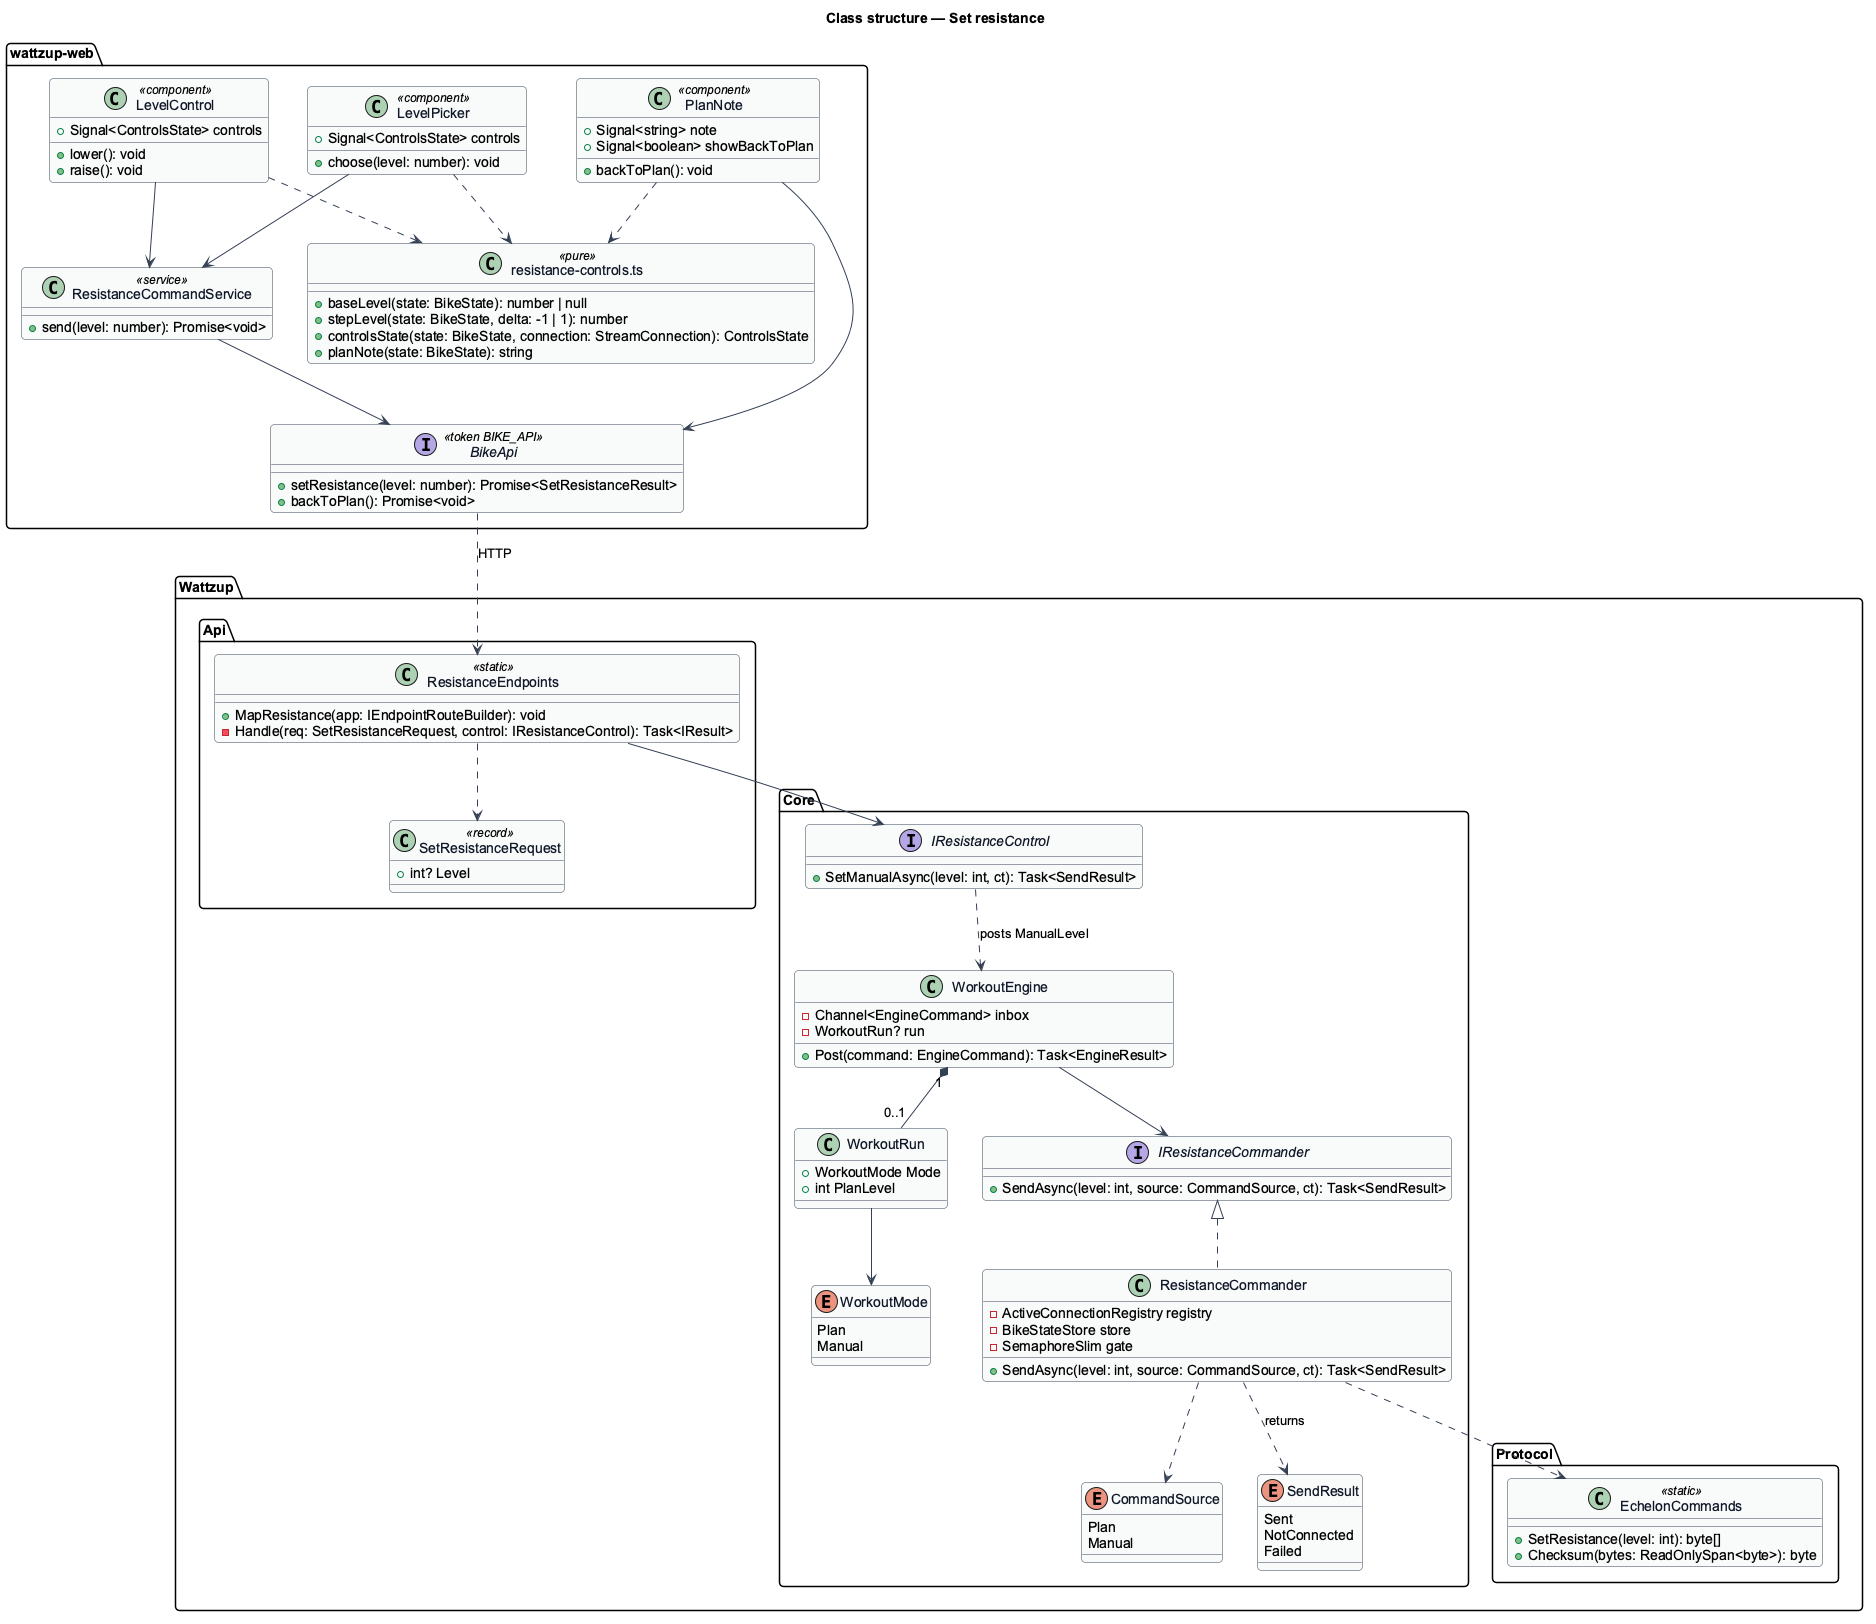 Class structure — Set resistance
wattzup-web
«component»
LevelControl
Signal<ControlsState> controls
lower(): void
raise(): void
«component»
LevelPicker
Signal<ControlsState> controls
choose(level: number): void
«component»
PlanNote
Signal<string> note
Signal<boolean> showBackToPlan
backToPlan(): void
«service»
ResistanceCommandService
send(level: number): Promise<void>
«pure»
resistance-controls.ts
baseLevel(state: BikeState): number | null
stepLevel(state: BikeState, delta: -1 | 1): number
controlsState(state: BikeState, connection: StreamConnection): ControlsState
planNote(state: BikeState): string
«token BIKE_API»
BikeApi
setResistance(level: number): Promise<SetResistanceResult>
backToPlan(): Promise<void>
HTTP
Wattzup
Api
«static»
ResistanceEndpoints
MapResistance(app: IEndpointRouteBuilder): void
Handle(req: SetResistanceRequest, control: IResistanceControl): Task<IResult>
«record»
SetResistanceRequest
int? Level
Core
IResistanceControl
SetManualAsync(level: int, ct): Task<SendResult>
posts ManualLevel
WorkoutEngine
Channel<EngineCommand> inbox
WorkoutRun? run
Post(command: EngineCommand): Task<EngineResult>
1
0..1
WorkoutRun
WorkoutMode Mode
int PlanLevel
IResistanceCommander
SendAsync(level: int, source: CommandSource, ct): Task<SendResult>
WorkoutMode
Plan
Manual
ResistanceCommander
ActiveConnectionRegistry registry
BikeStateStore store
SemaphoreSlim gate
SendAsync(level: int, source: CommandSource, ct): Task<SendResult>
returns
CommandSource
Plan
Manual
SendResult
Sent
NotConnected
Failed
Protocol
«static»
EchelonCommands
SetResistance(level: int): byte[]
Checksum(bytes: ReadOnlySpan<byte>): byte